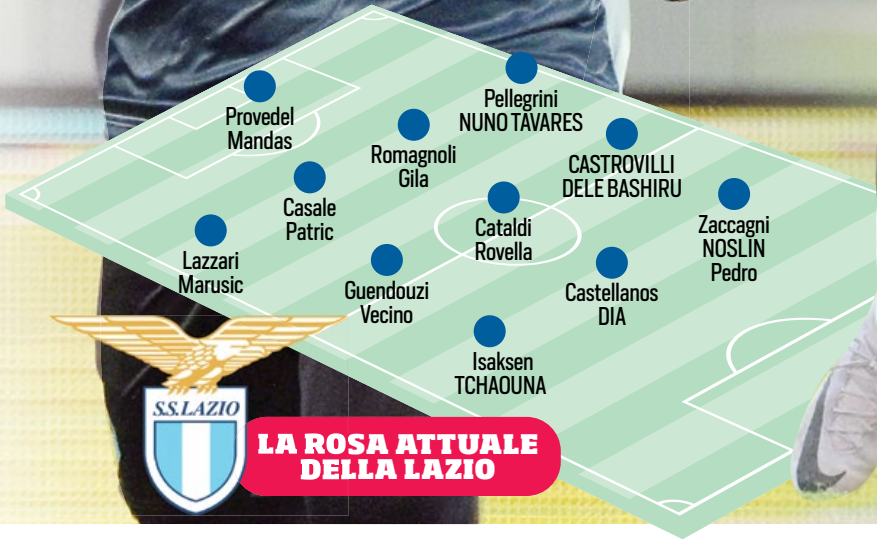 Provedel
Mandas
Pellegrini
NUNO TAVARES
Romagnoli
Gila
CASTROVILLI
DELE BASHIRU
Casale
Patric
Cataldi
Rovella
Zaccagni
NOSLIN
Pedro
Lazzari
Marusic
Guendouzi
Vecino
Castellanos
DIA
Isaksen
TCHAOUNA
S.S.LAZIO
LA ROSA ATTUALE
DELLA LAZIO